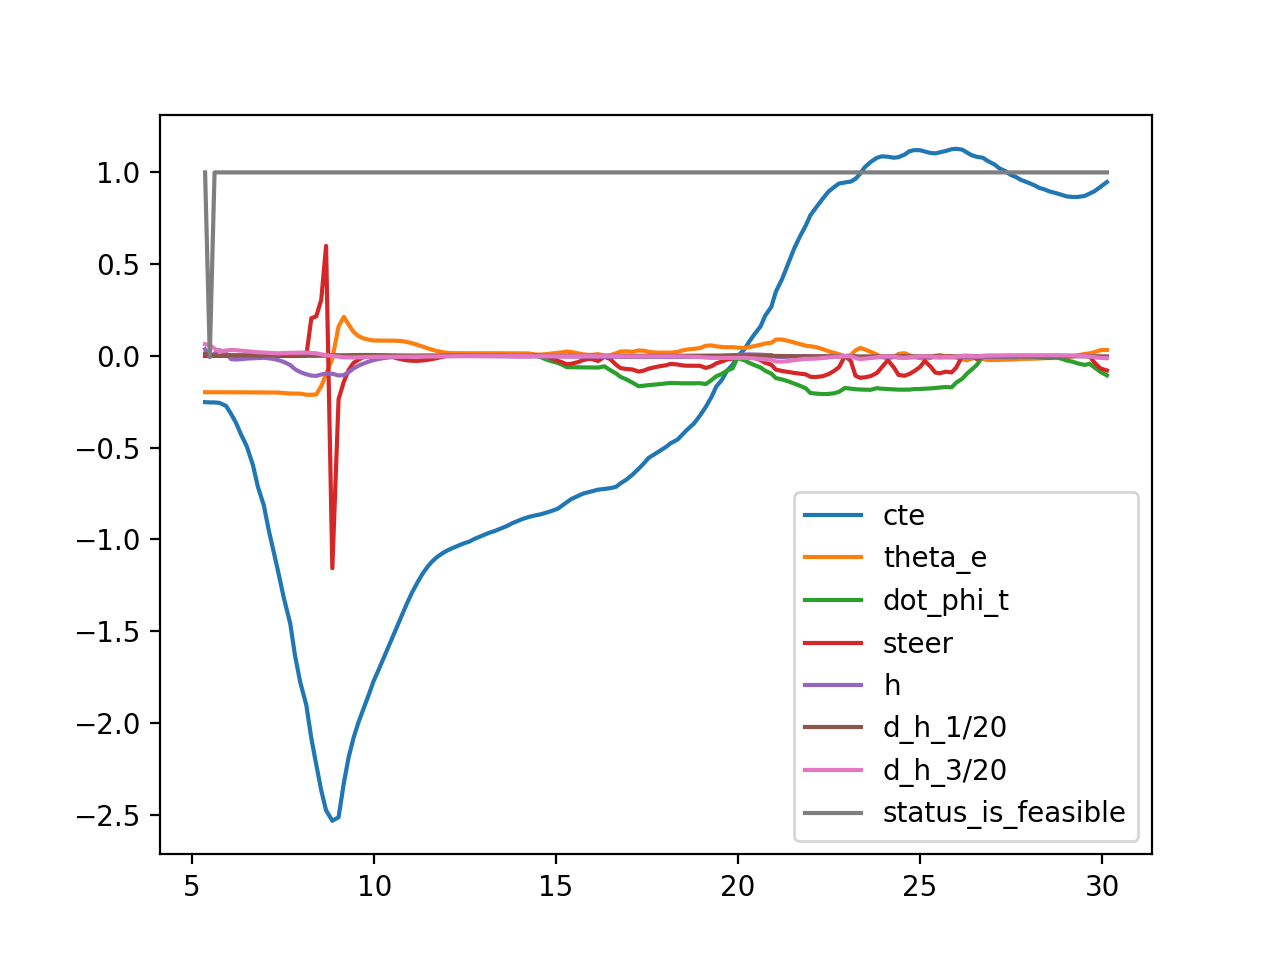 1.0
0.5
0.0
−0.5
−1.0
−1.5
−2.0
−2.5
cte
theta_e
dot_phi_t
steer
h
d_h_1/20
d_h_3/20
status_is_feasible
5 10 15 20 25 30